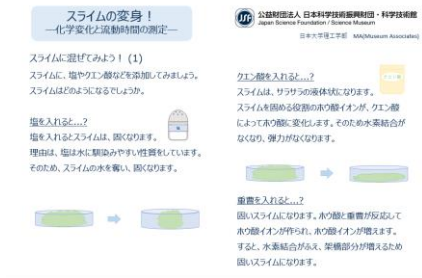 スライムの変身！
―化学変化と流動時間の測定―
スライムに混ぜてみよう！ (1)
スライムに、塩やクエン酸などを添加してみましょう。
スライムはどのようになるでしょうか。
塩を入れると…?
塩を入れるとスライムは、固くなります。
理由は、塩は水に馴染みやすい性質をしています。
そのため、スライムの水を奪い、固くなります。
JSF
公益財団法人 日本科学技術振興財団・科学技術館
Japan Science Foundation / Science Museum
日本大学理工学部 MA(Museum Associates)
クエン酸を入れると…?
スライムは、サラサラの液体状になります。
スライムを固める役割のホウ酸イオンが、クエン酸
によってホウ酸に変化します。そのため水素結合が
なくなり、弾力がなくなります。
重曹を入れると…?
固いスライムになります。ホウ酸と重曹が反応して
ホウ酸イオンが作られ、ホウ酸イオンが増えます。
すると、水素結合がふえ、架橋部分が増えるため
固いスライムになります。